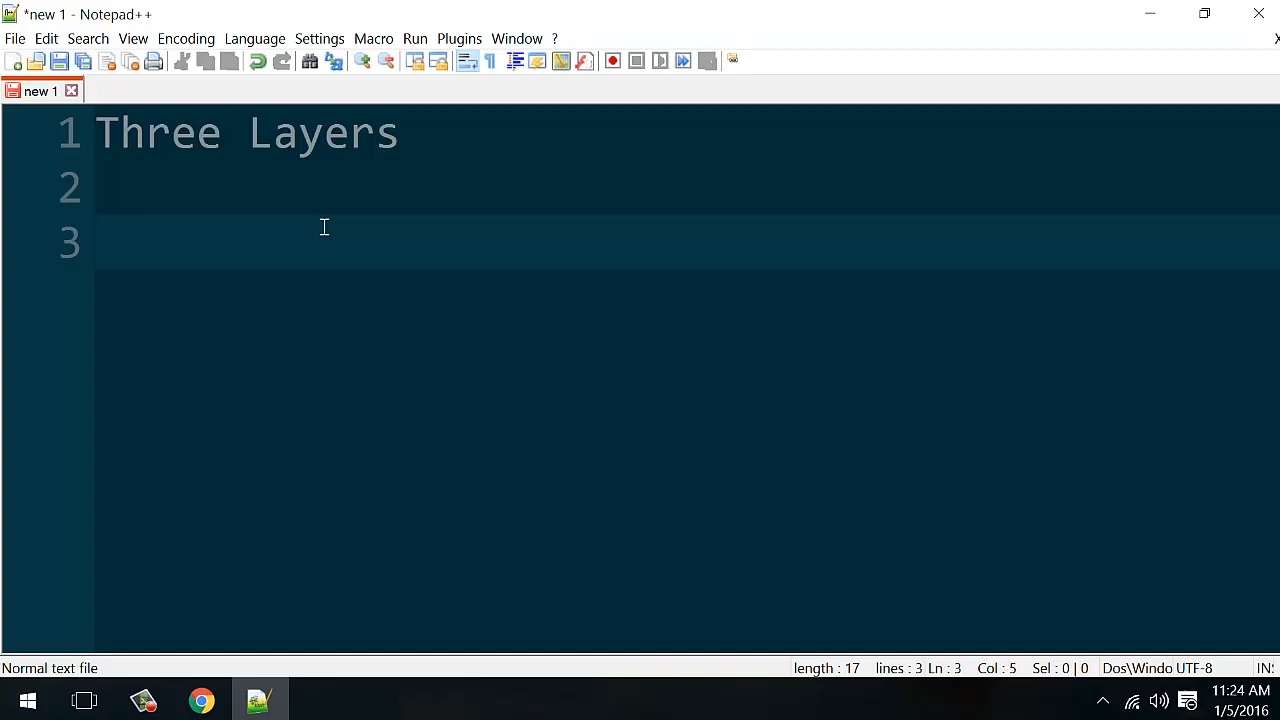 *new 1 - Notepad++
File Edit Search View Encoding Language Settings Macro Run Plugins Window ? X
new 1
1 Three Layers
2
3
Normal text file length : 17 lines : 3 Ln : 3 Col : 5 Sel : 0 | 0 Dos\Windo UTF-8 INS
11:24 AM
1/5/2016